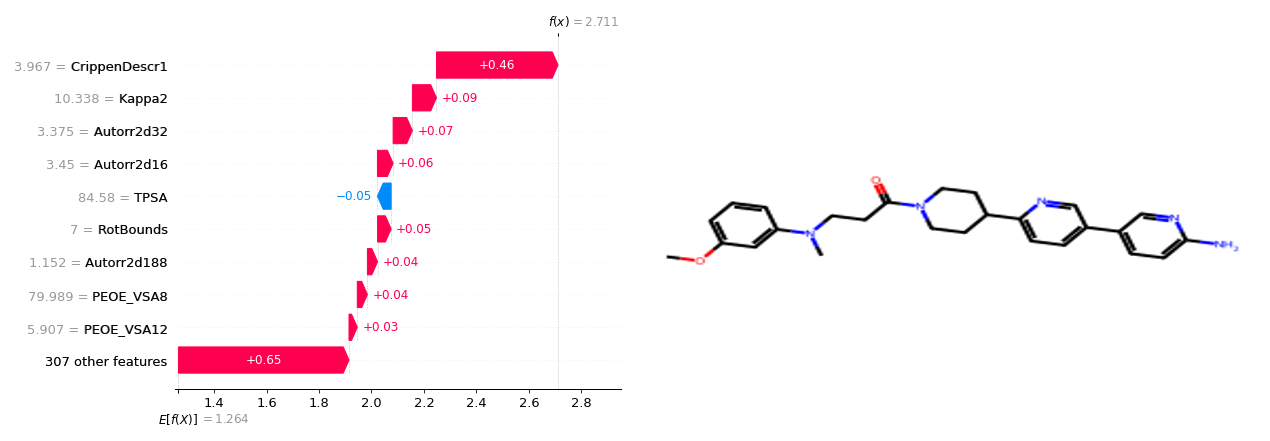 f(x) = 2.711
3.967 = CrippenDescr1
+0.46
10.338 = Kappa2
+0.09
3.375 = Autorr2d32
+0.07
3.45 = Autorr2d16
+0.06
84.58 = TPSA
−0.05
7 = RotBounds
+0.05
1.152 = Autorr2d188
+0.04
79.989 = PEOE_VSA8
+0.04
5.907 = PEOE_VSA12
+0.03
307 other features
+0.65
1.4 1.6 1.8 2.0 2.2 2.4 2.6 2.8
E[f(X)] = 1.264
O
N
N
N
N
NH₂
O